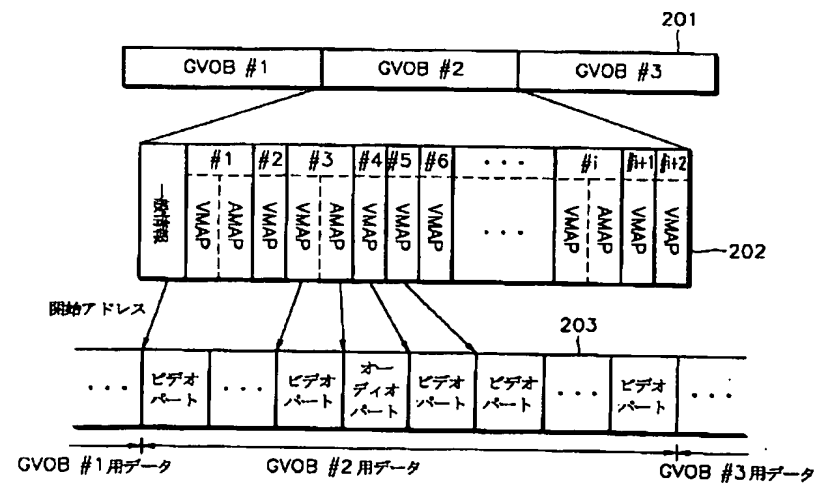 201
GVOB #1 GVOB #2 GVOB #3
#1 #2 #3 #4 #5 #6 ··· #i #i+1 #i+2
一般情報 VMAP AMAP VMAP VMAP AMAP VMAP VMAP VMAP ··· VMAP AMAP VMAP VMAP
202
開始アドレス
203
··· ビデオパート ··· ビデオパート オーディオパート ビデオパート ビデオパート ··· ビデオパート ···
GVOB #1用データ GVOB #2用データ GVOB #3用データ